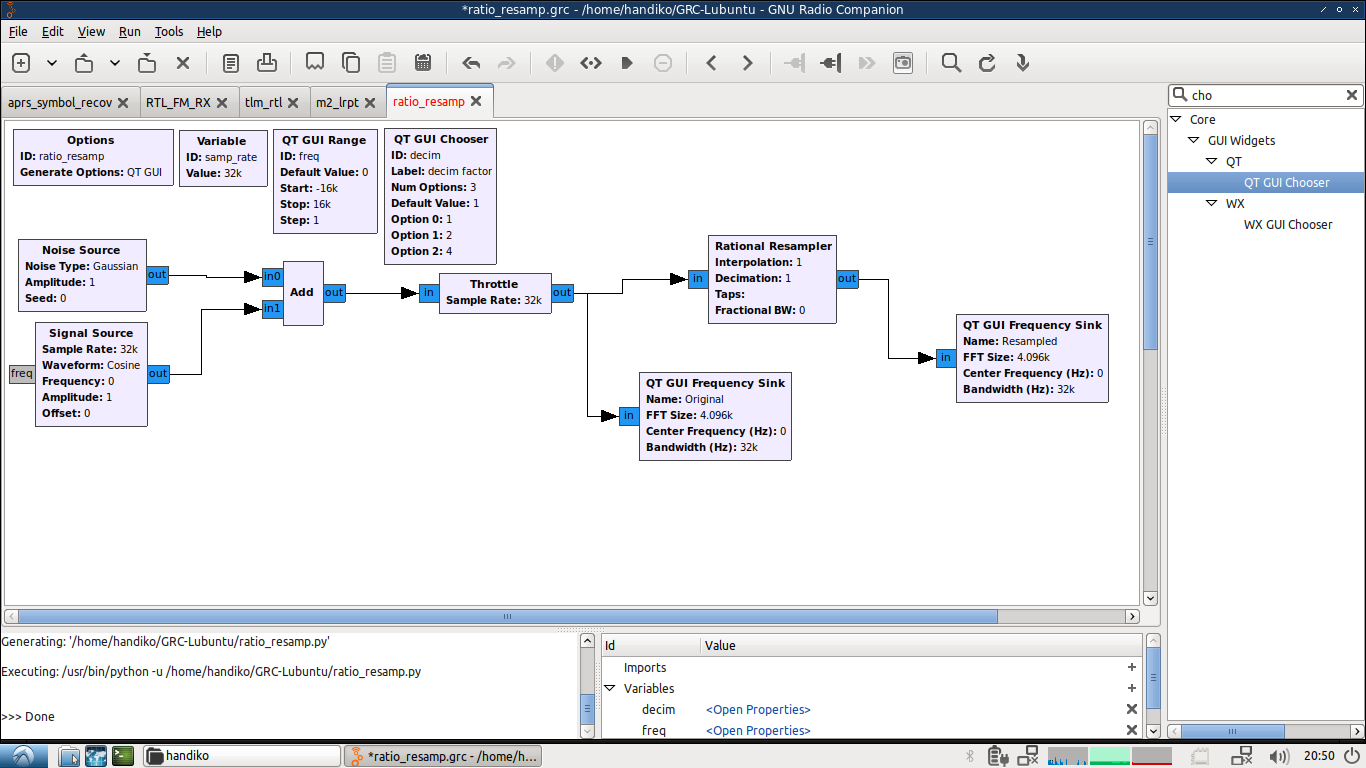 *ratio_resamp.grc - /home/handiko/GRC-Lubuntu - GNU Radio Companion
File Edit View Run Tools Help
aprs_symbol_recov
RTL_FM_RX
tlm_rtl
m2_lrpt
ratio_resamp
cho
Options
ID: ratio_resamp
Generate Options: QT GUI
Variable
ID: samp_rate
Value: 32k
QT GUI Range
ID: freq
Default Value: 0
Start: -16k
Stop: 16k
Step: 1
QT GUI Chooser
ID: decim
Label: decim factor
Num Options: 3
Default Value: 1
Option 0: 1
Option 1: 2
Option 2: 4
Noise Source
Noise Type: Gaussian
Amplitude: 1
Seed: 0
out
in0
in1
Add
out
Signal Source
Sample Rate: 32k
Waveform: Cosine
Frequency: 0
Amplitude: 1
Offset: 0
freq
out
in
Throttle
Sample Rate: 32k
out
in
Rational Resampler
Interpolation: 1
Decimation: 1
Taps:
Fractional BW: 0
out
in
QT GUI Frequency Sink
Name: Original
FFT Size: 4.096k
Center Frequency (Hz): 0
Bandwidth (Hz): 32k
in
QT GUI Frequency Sink
Name: Resampled
FFT Size: 4.096k
Center Frequency (Hz): 0
Bandwidth (Hz): 32k
Core
GUI Widgets
QT
QT GUI Chooser
WX
WX GUI Chooser
Generating: '/home/handiko/GRC-Lubuntu/ratio_resamp.py'
Executing: /usr/bin/python -u /home/handiko/GRC-Lubuntu/ratio_resamp.py
>>> Done
Id Value
Imports
Variables
decim <Open Properties>
freq <Open Properties>
handiko
*ratio_resamp.grc - /home/h...
20:50